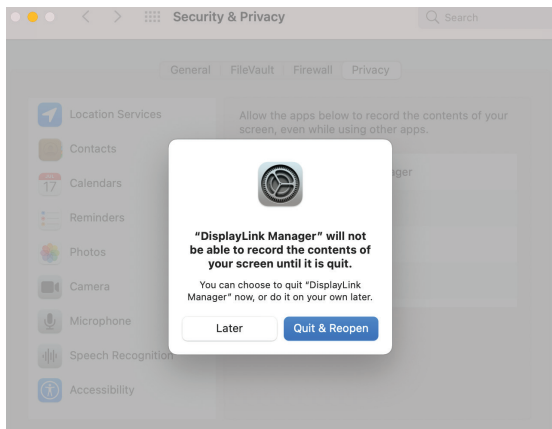 Security & Privacy
Search
General FileVault Firewall Privacy
Location Services
Contacts
17
Calendars
Reminders
Photos
Camera
Microphone
Speech Recognition
Accessibility
Allow the apps below to record the contents of your
screen, even while using other apps.
ager
“DisplayLink Manager” will not
be able to record the contents of
your screen until it is quit.
You can choose to quit “DisplayLink
Manager” now, or do it on your own later.
Later
Quit & Reopen